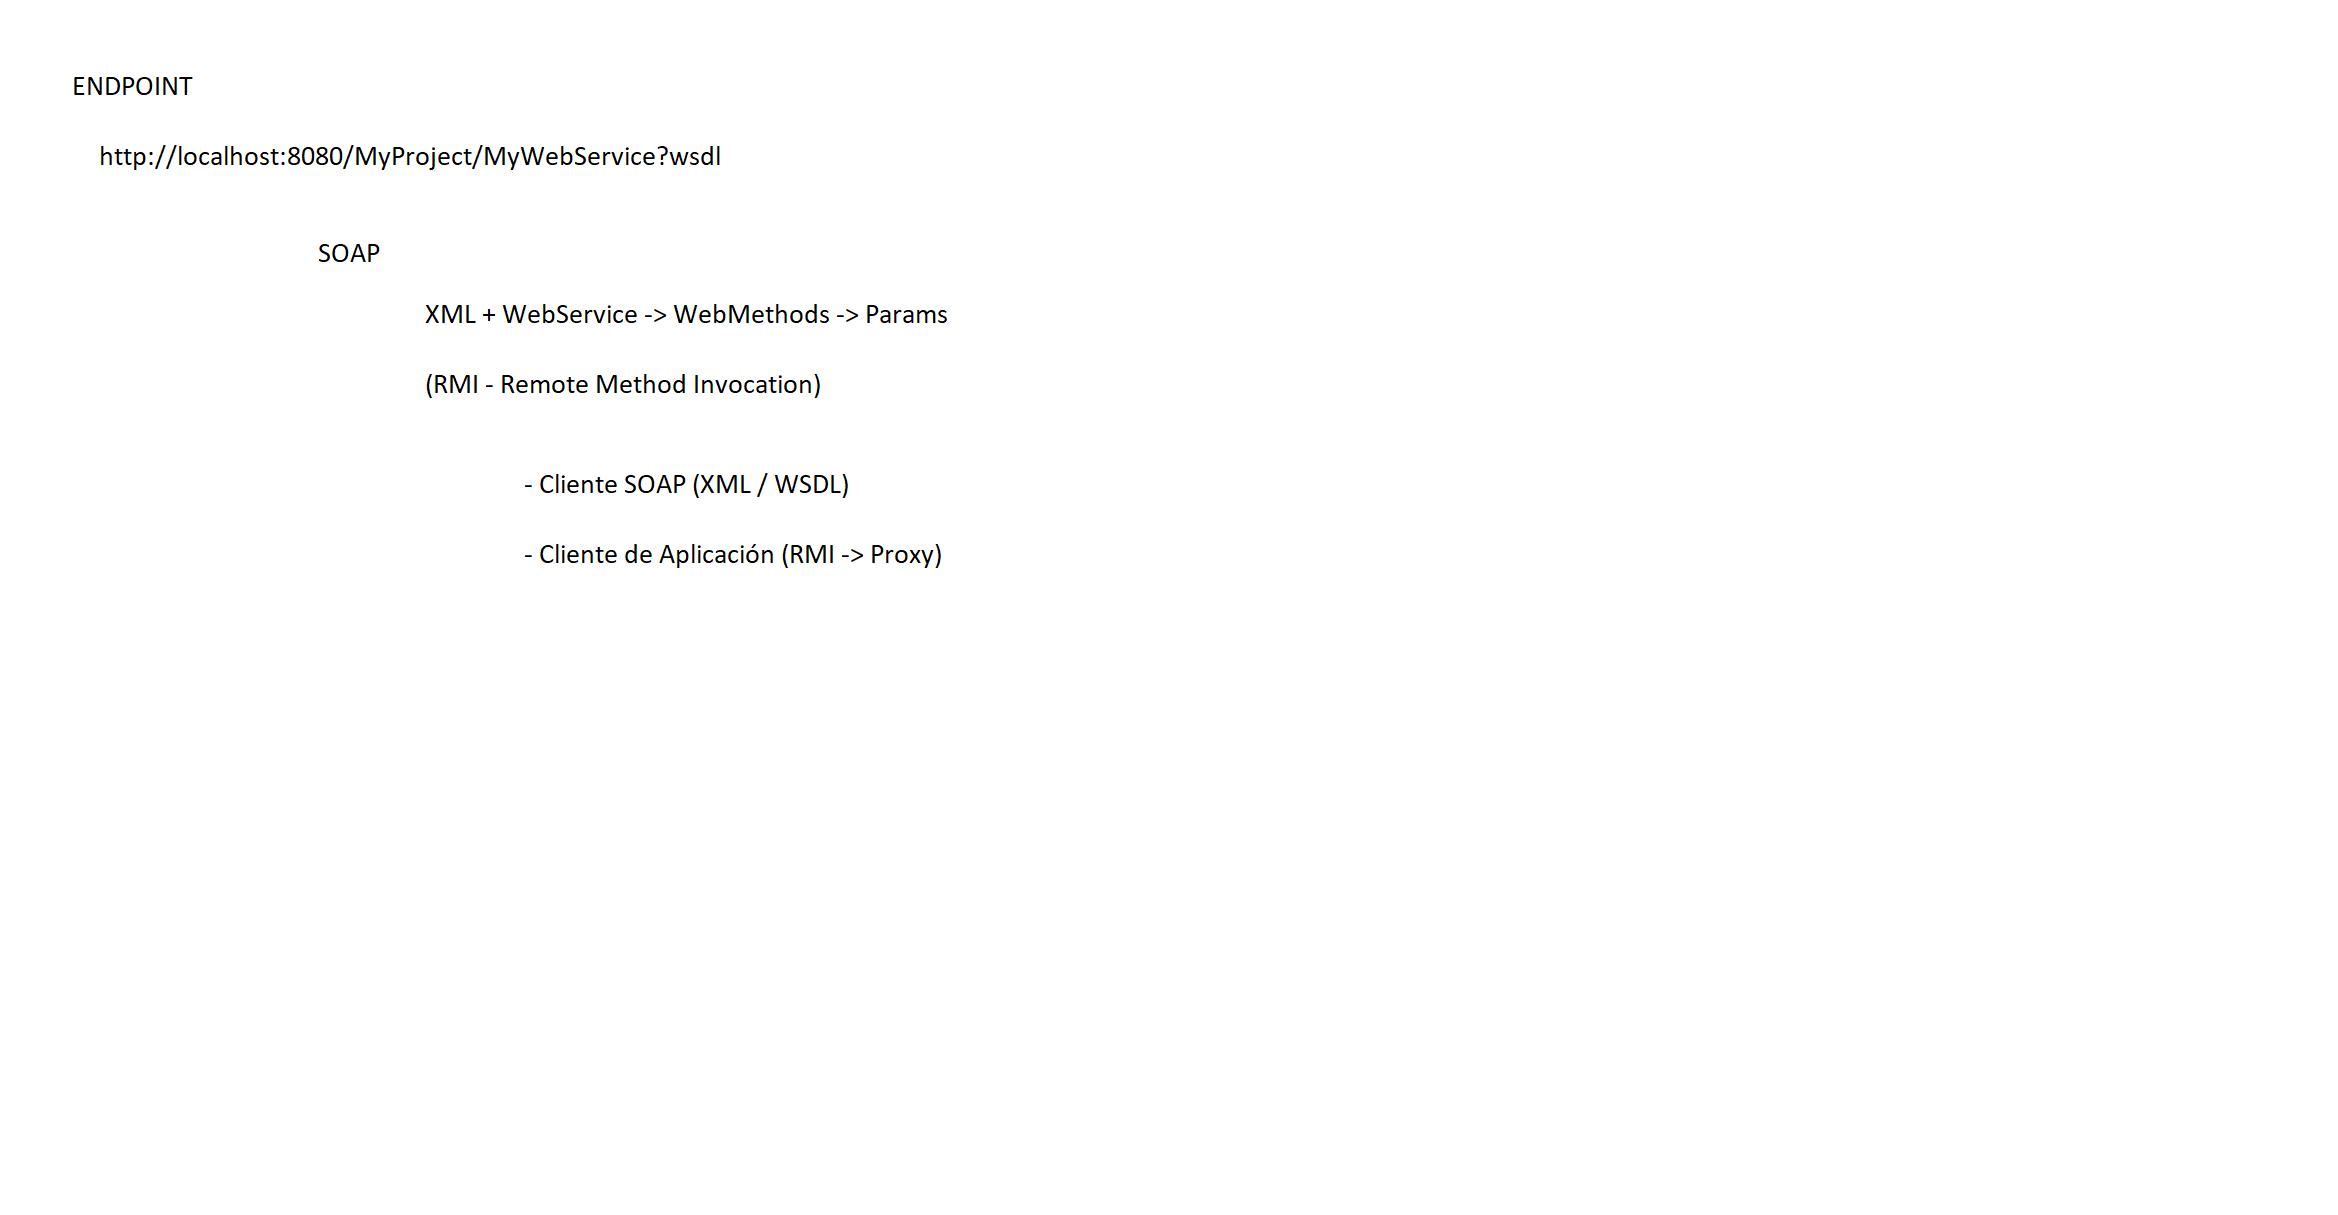 ENDPOINT
http://localhost:8080/MyProject/MyWebService?wsdl
SOAP
XML + WebService -> WebMethods -> Params
(RMI - Remote Method Invocation)
- Cliente SOAP (XML / WSDL)
- Cliente de Aplicación (RMI -> Proxy)